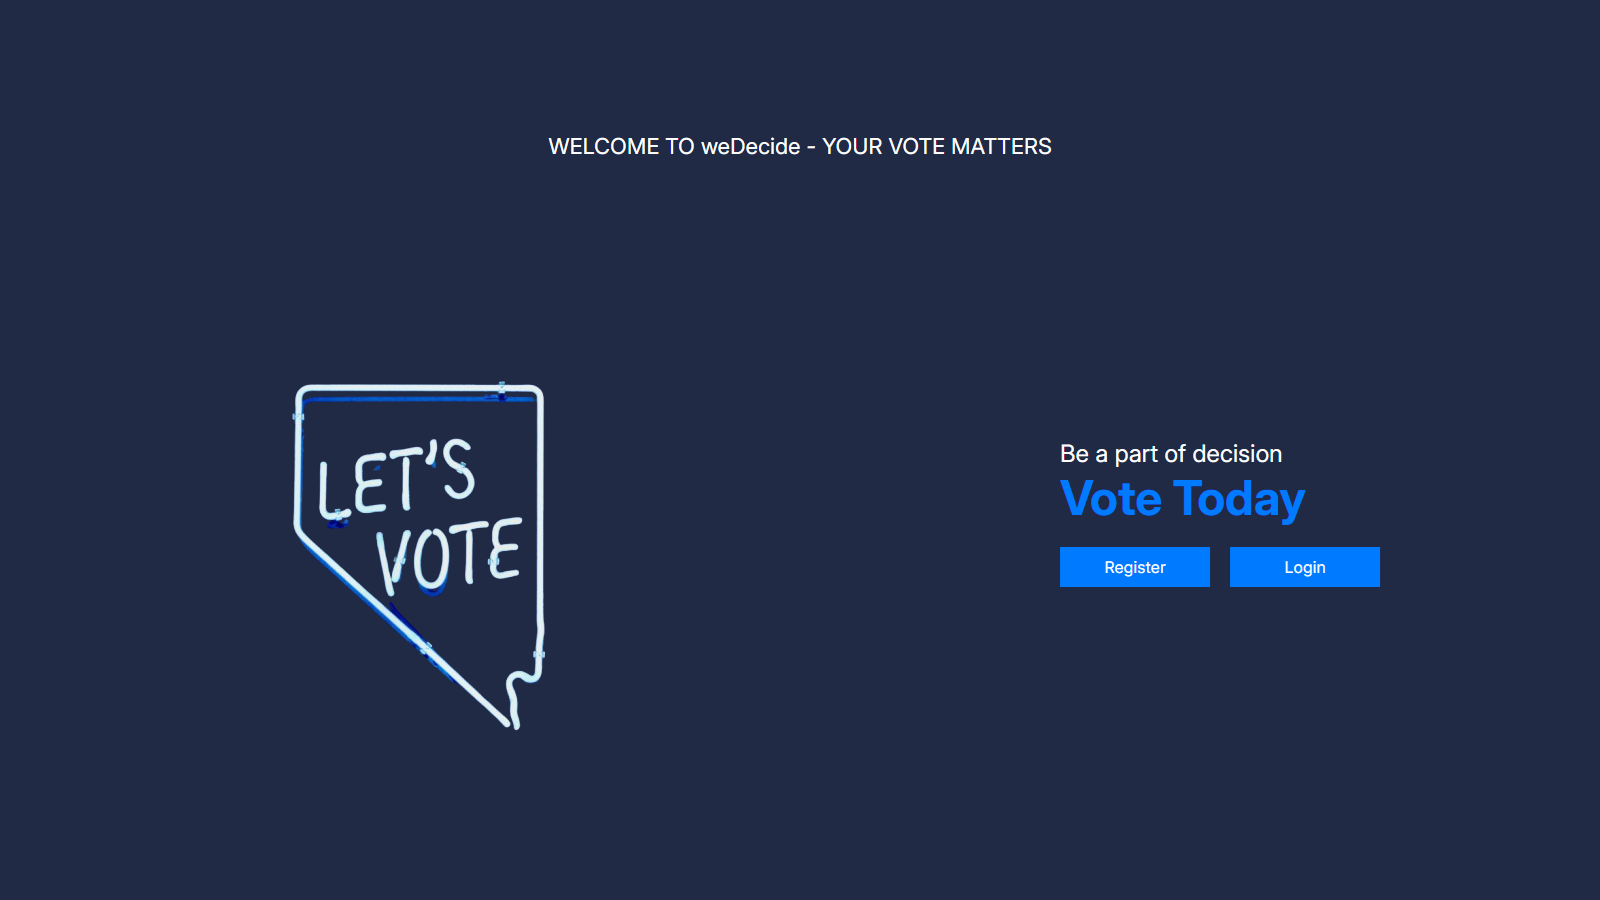 WELCOME TO weDecide - YOUR VOTE MATTERS
LET'S
VOTE
Be a part of decision
Vote Today
Register
Login